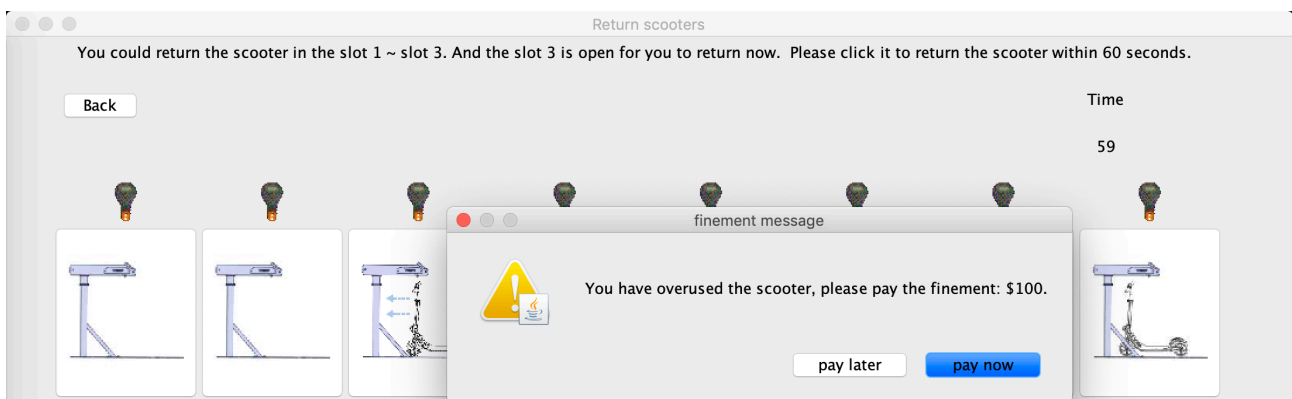 Return scooters
You could return the scooter in the slot 1 ~ slot 3. And the slot 3 is open for you to return now.  Please click it to return the scooter within 60 seconds.
Back
Time
59
finement message
You have overused the scooter, please pay the finement: $100.
pay later
pay now